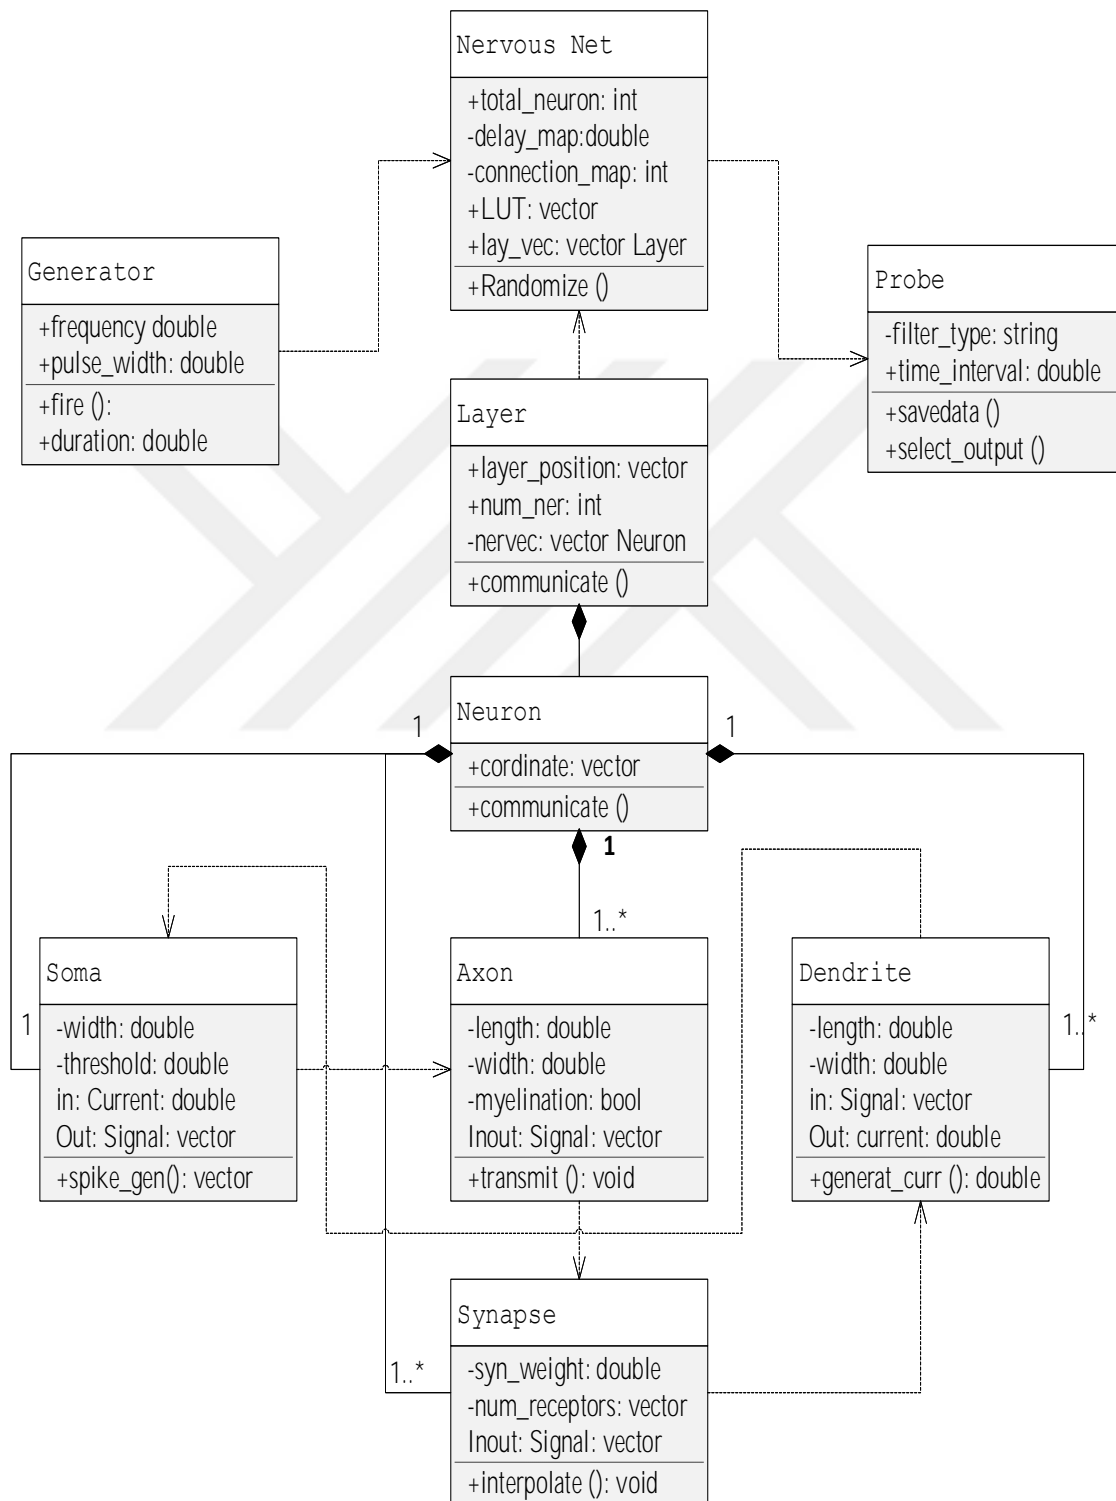 Nervous Net
+total_neuron: int
-delay_map:double
-connection_map: int
+LUT: vector
+lay_vec: vector Layer
+Randomize ()
Generator
+frequency double
+pulse_width: double
+fire ():
+duration: double
Probe
-filter_type: string
+time_interval: double
+savedata ()
+select_output ()
Layer
+layer_position: vector
+num_ner: int
-nervec: vector Neuron
+communicate ()
Neuron
+cordinate: vector
+communicate ()
1
1
1
1..*
Soma
-width: double
-threshold: double
in: Current: double
Out: Signal: vector
+spike_gen(): vector
1
Axon
-length: double
-width: double
-myelination: bool
Inout: Signal: vector
+transmit (): void
Dendrite
-length: double
-width: double
in: Signal: vector
Out: current: double
+generat_curr (): double
1..*
Synapse
-syn_weight: double
-num_receptors: vector
Inout: Signal: vector
+interpolate (): void
1..*